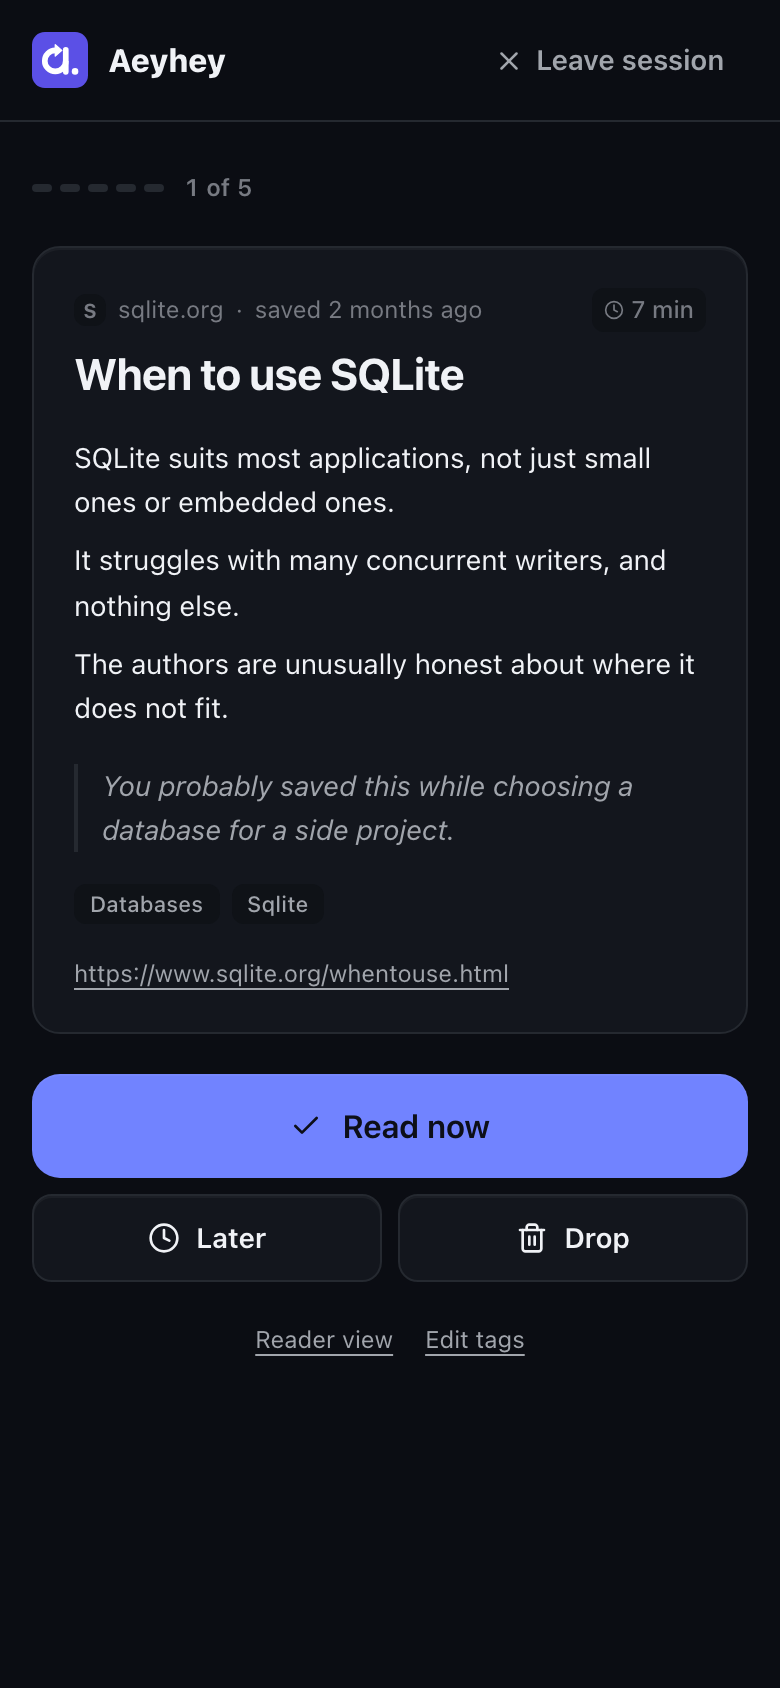 a.
Aeyhey
Leave session
1 of 5
S sqlite.org · saved 2 months ago
7 min
When to use SQLite
SQLite suits most applications, not just small
ones or embedded ones.
It struggles with many concurrent writers, and
nothing else.
The authors are unusually honest about where it
does not fit.
You probably saved this while choosing a
database for a side project.
Databases Sqlite
https://www.sqlite.org/whentouse.html
Read now
Later Drop
Reader view Edit tags